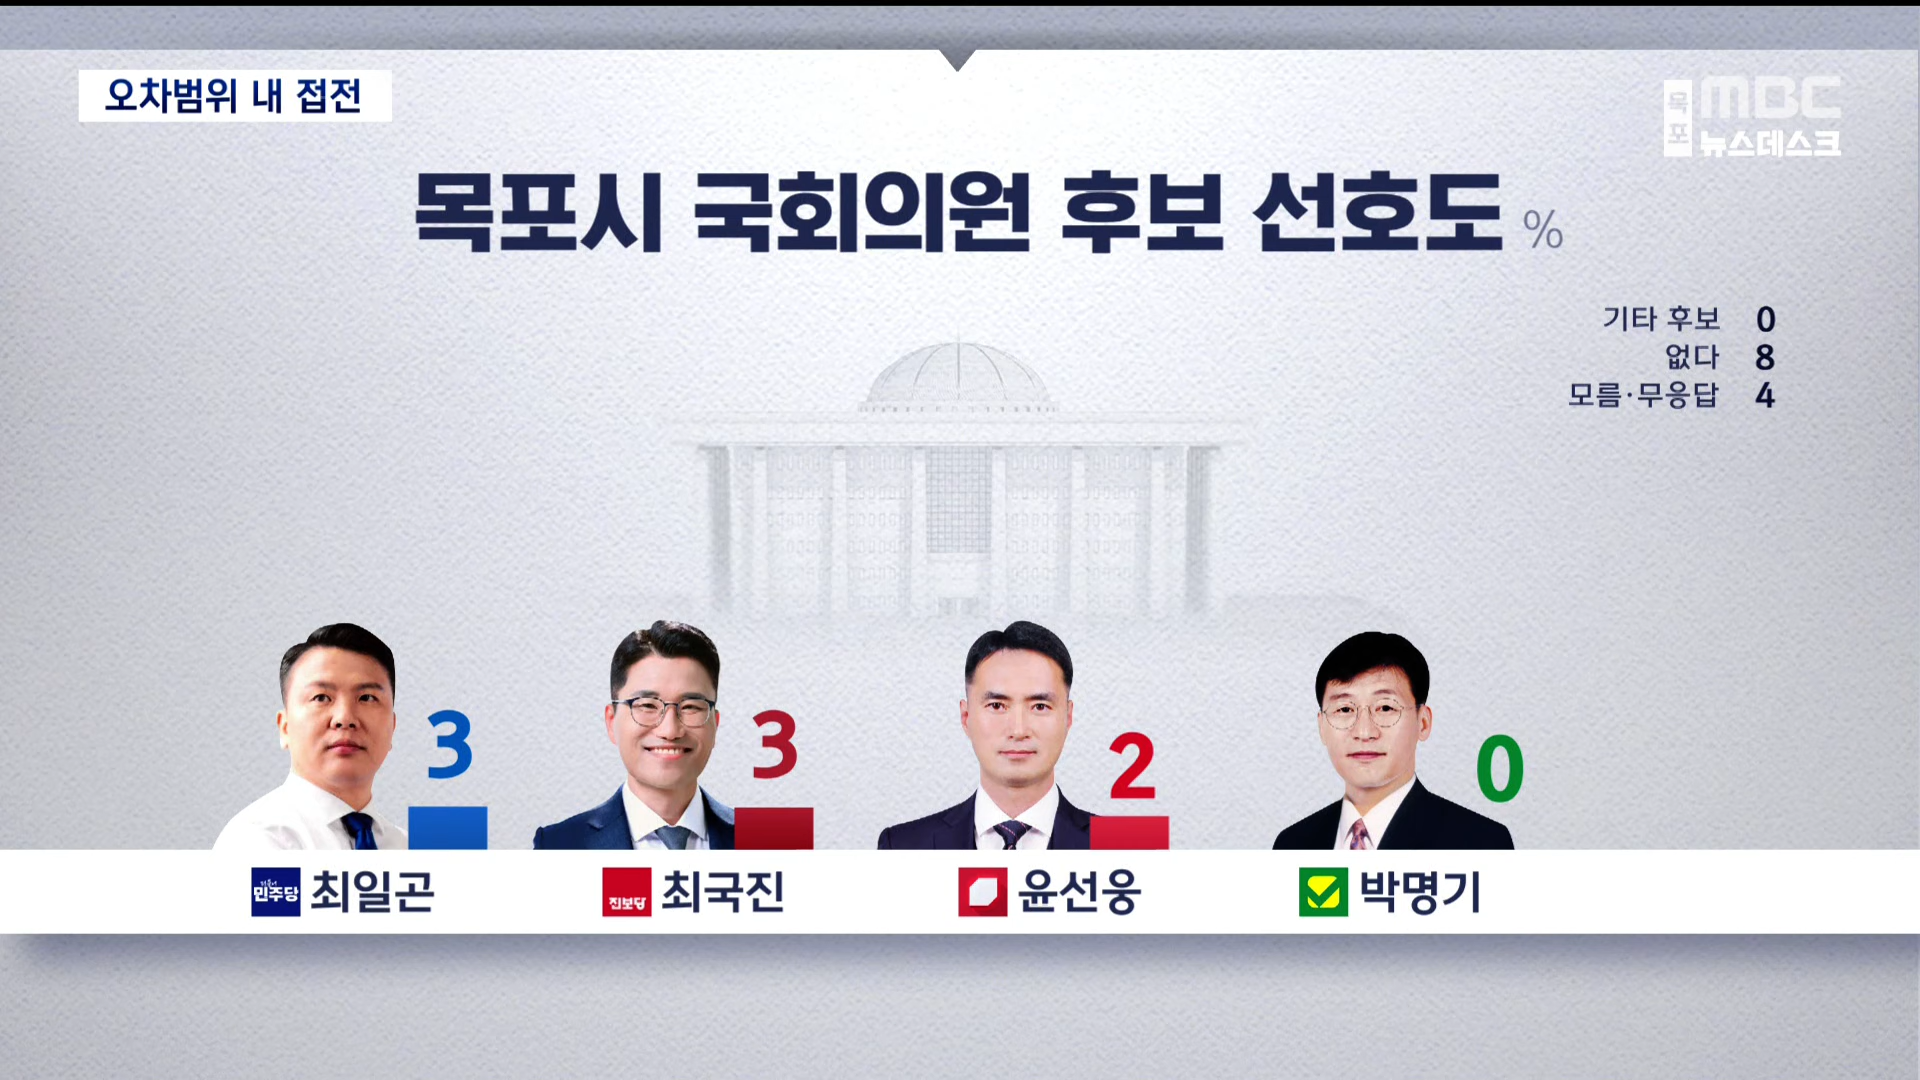 오차범위 내 접전
목포 MBC
뉴스데스크
목포시 국회의원 후보 선호도 %
기타 후보 0
없다 8
모름·무응답 4
3
3
2
0
더불어
민주당 최일곤
진보당 최국진
윤선웅
박명기